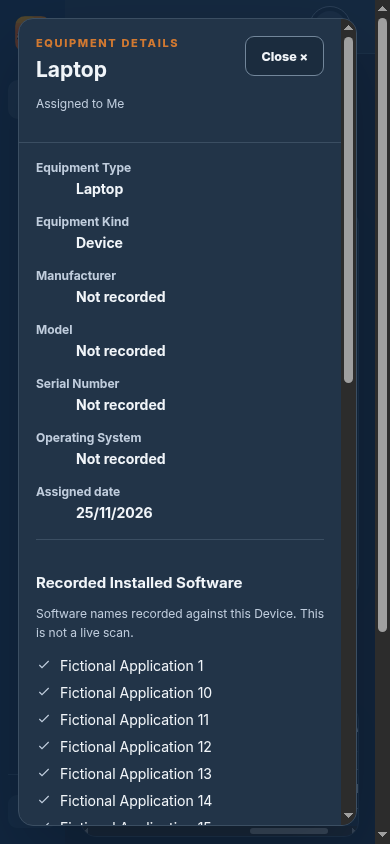 EQUIPMENT DETAILS
Laptop
Close ×
Assigned to Me
Equipment Type
Laptop
Equipment Kind
Device
Manufacturer
Not recorded
Model
Not recorded
Serial Number
Not recorded
Operating System
Not recorded
Assigned date
25/11/2026
Recorded Installed Software
Software names recorded against this Device. This
is not a live scan.
Fictional Application 1
Fictional Application 10
Fictional Application 11
Fictional Application 12
Fictional Application 13
Fictional Application 14